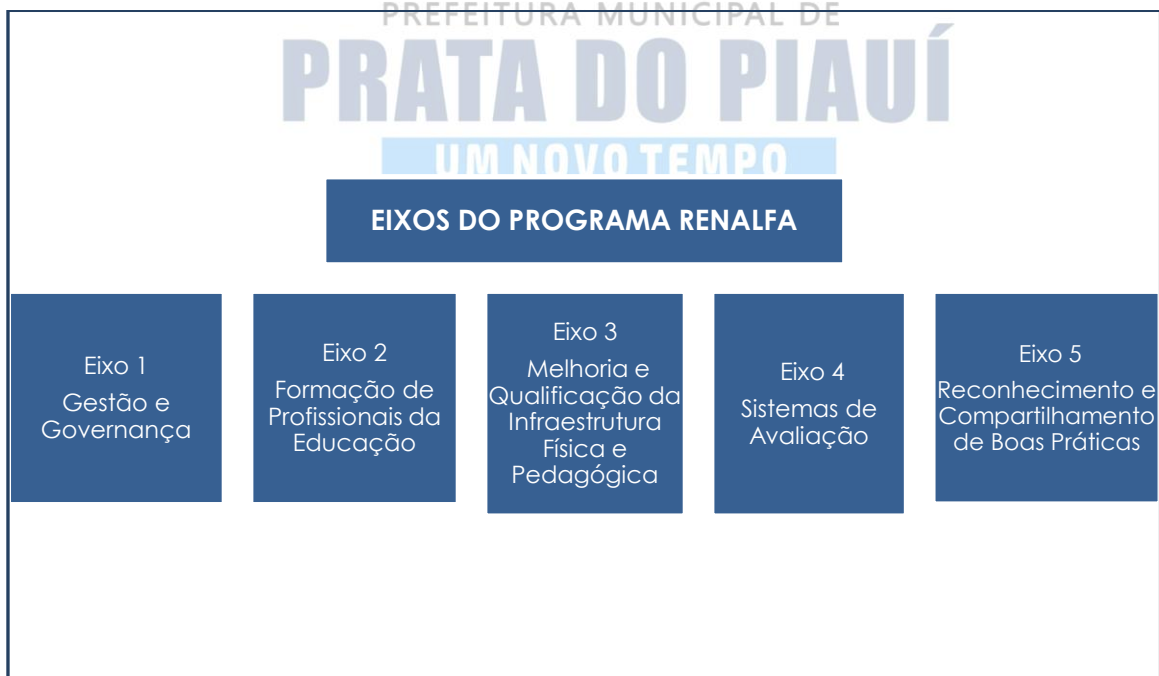 PREFEITURA MUNICIPAL DE
PRATA DO PIAUÍ
UM NOVO TEMPO
EIXOS DO PROGRAMA RENALFA
Eixo 1
Gestão e
Governança
Eixo 2
Formação de
Profissionais da
Educação
Eixo 3
Melhoria e
Qualificação da
Infraestrutura
Física e
Pedagógica
Eixo 4
Sistemas de
Avaliação
Eixo 5
Reconhecimento e
Compartilhamento
de Boas Práticas